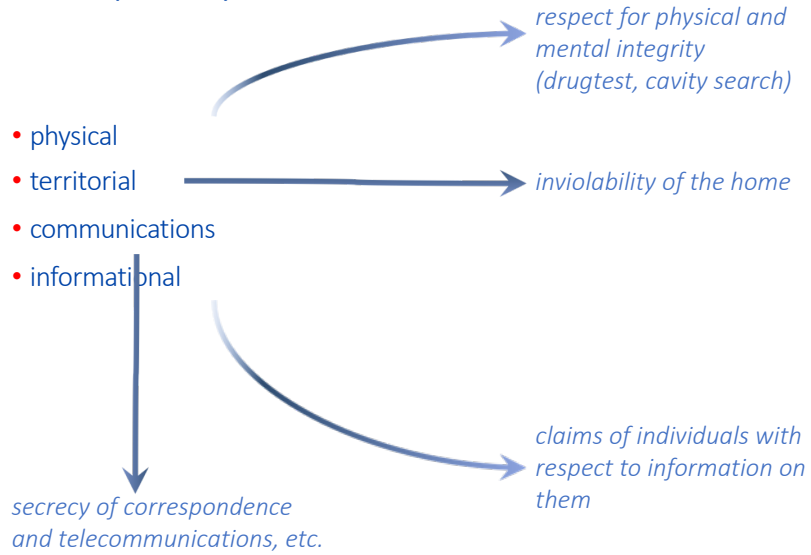 respect for physical and
mental integrity
(drugtest, cavity search)
• physical
• territorial
inviolability of the home
• communications
• informational
claims of individuals with
respect to information on
them
secrecy of correspondence
and telecommunications, etc.